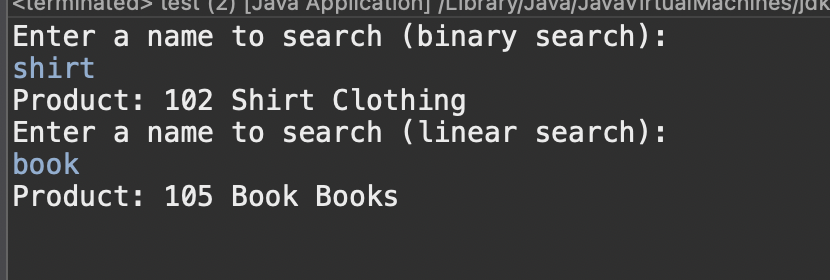 <terminated> test (2) [Java Application] /Library/Java/JavaVirtualMachines/jdk
Enter a name to search (binary search):
shirt
Product: 102 Shirt Clothing
Enter a name to search (linear search):
book
Product: 105 Book Books